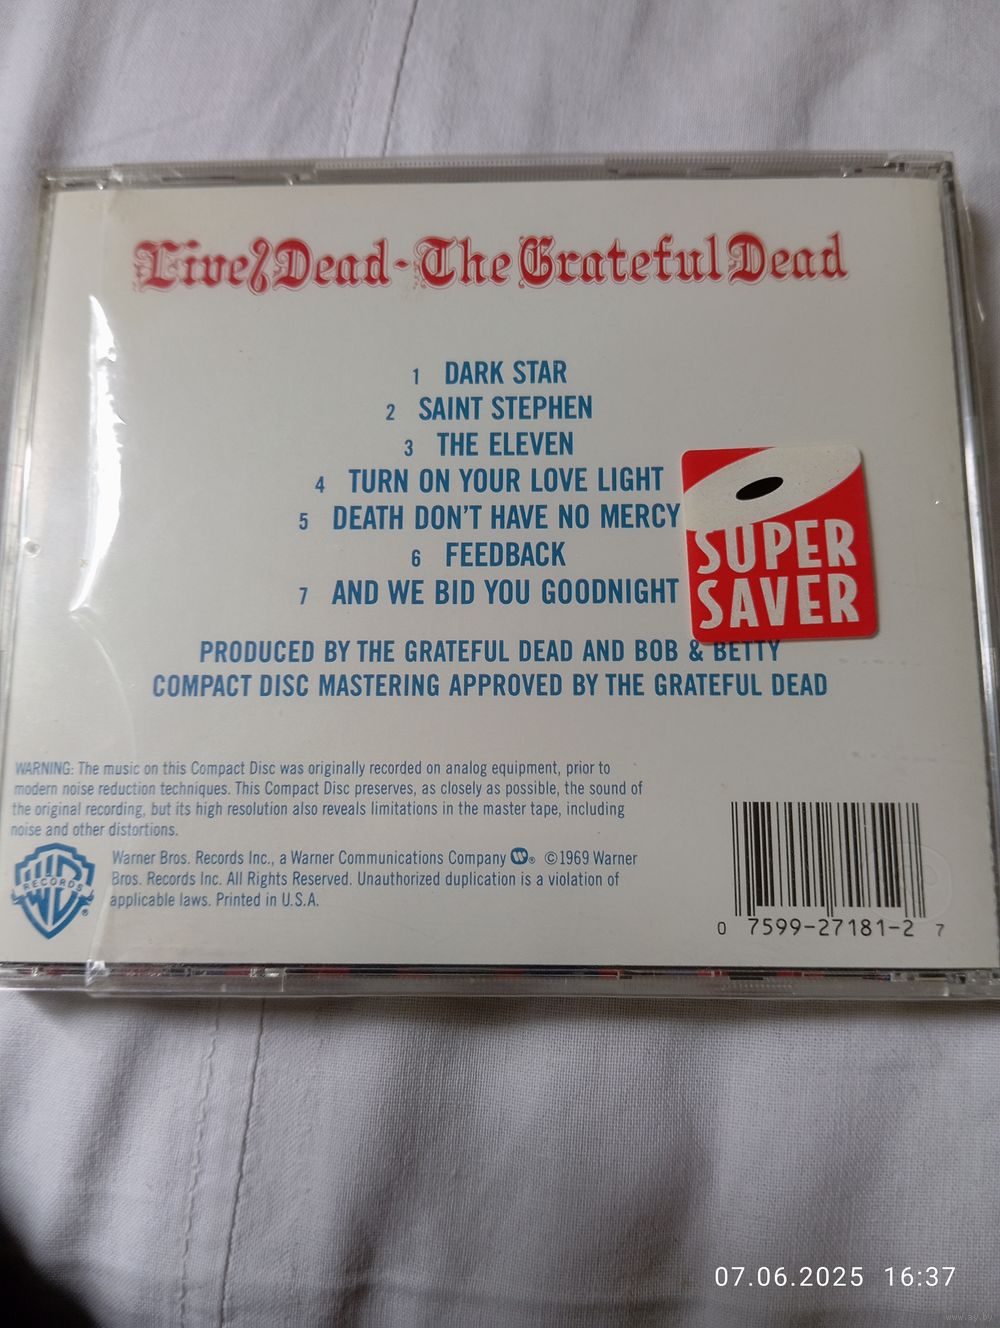 Live/Dead - The Grateful Dead
1 DARK STAR
2 SAINT STEPHEN
3 THE ELEVEN
4 TURN ON YOUR LOVE LIGHT
5 DEATH DON'T HAVE NO MERCY
6 FEEDBACK
7 AND WE BID YOU GOODNIGHT
SUPER
SAVER
PRODUCED BY THE GRATEFUL DEAD AND BOB & BETTY
COMPACT DISC MASTERING APPROVED BY THE GRATEFUL DEAD
WARNING: The music on this Compact Disc was originally recorded on analog equipment, prior to
modern noise reduction techniques. This Compact Disc preserves, as closely as possible, the sound of
the original recording, but its high resolution also reveals limitations in the master tape, including
noise and other distortions.
RECORDS
®
Warner Bros. Records Inc., a Warner Communications Company ® ©1969 Warner
Bros. Records Inc. All Rights Reserved. Unauthorized duplication is a violation of
applicable laws. Printed in U.S.A.
0 7599-27181-2 7
07.06.2025 16:37
www.ay.by